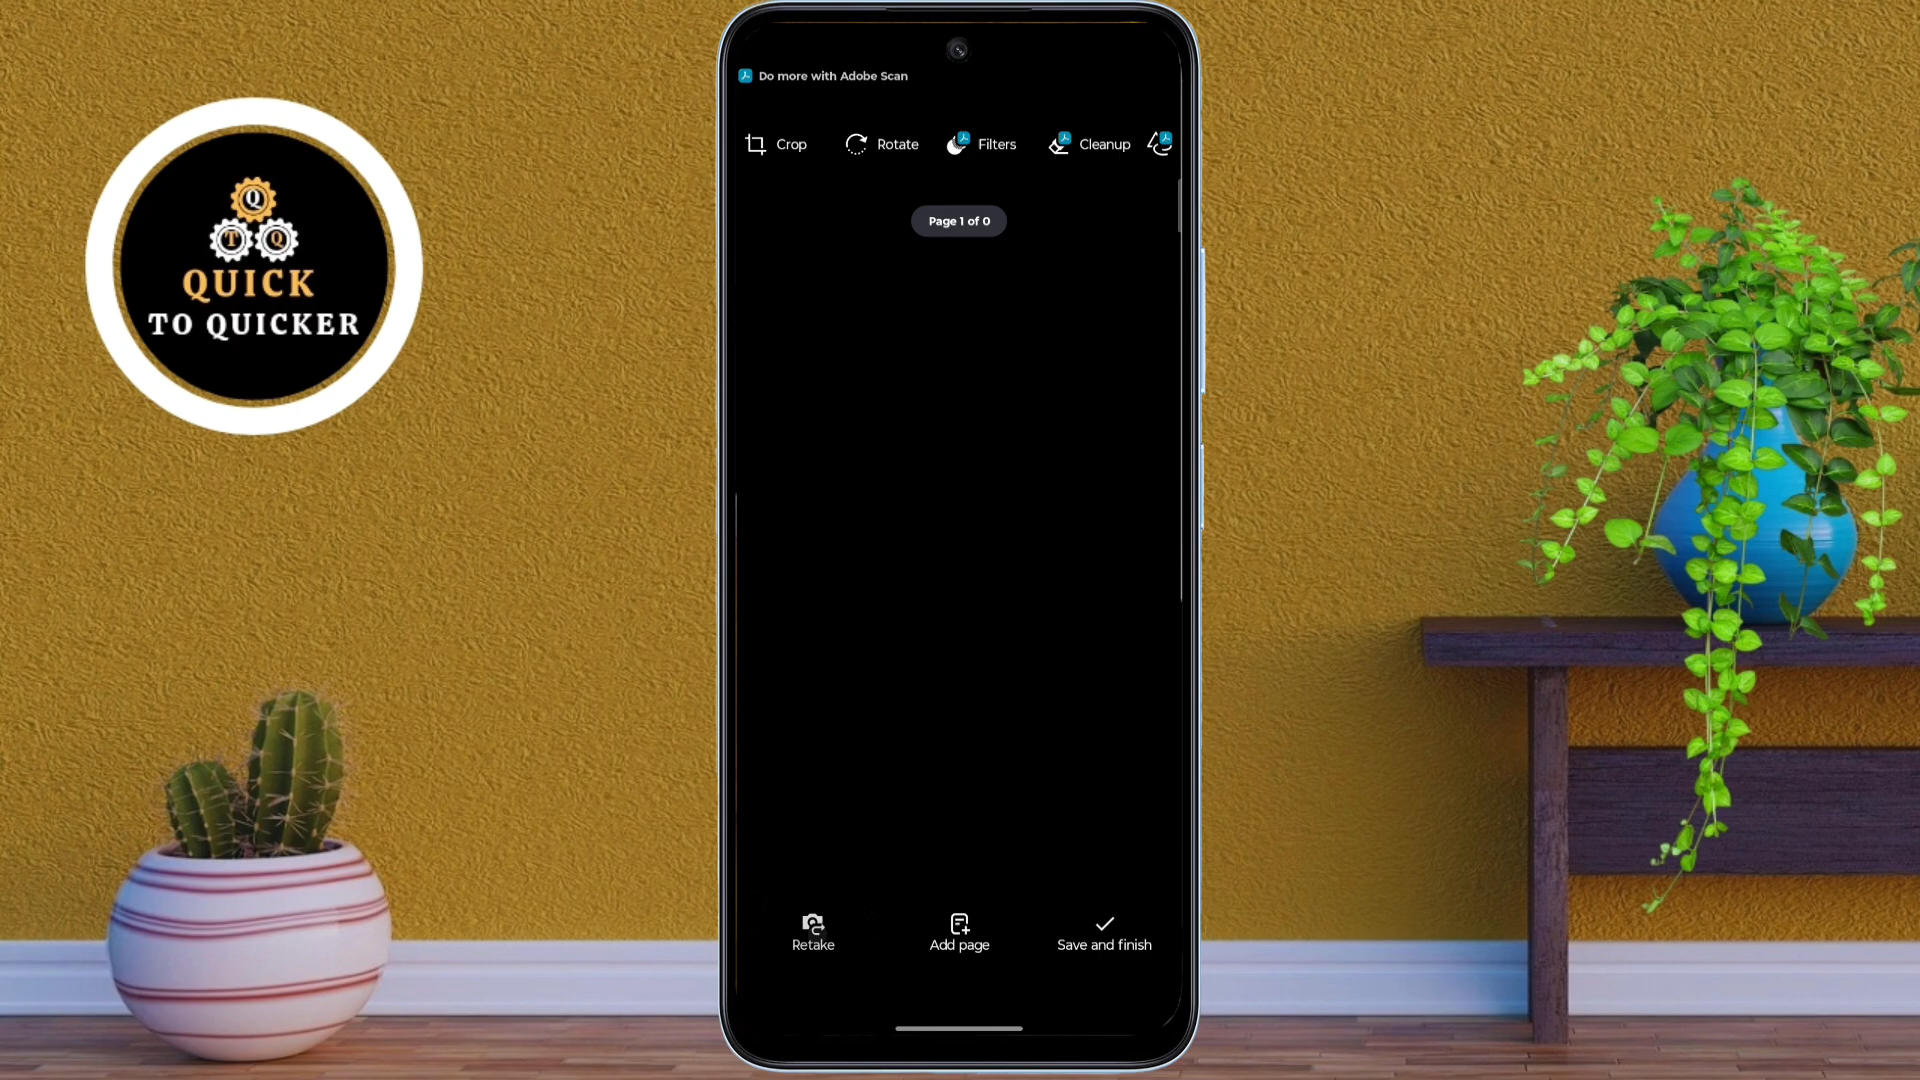 Do more with Adobe Scan
Crop
Rotate
Filters
Cleanup
Page 1 of 0
Q
T Q
QUICK
TO QUICKER
Retake
Add page
Save and finish